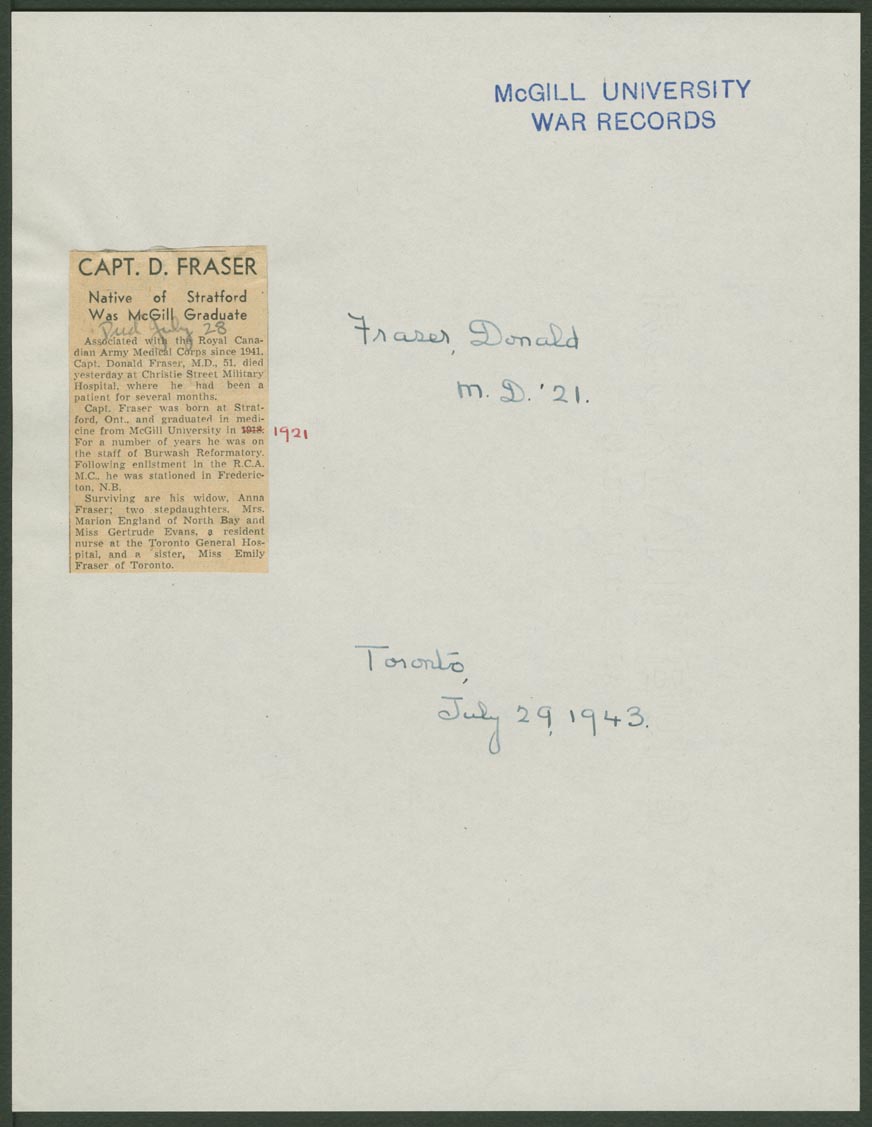 McGILL UNIVERSITY
WAR RECORDS
CAPT. D. FRASER
Native of Stratford
Was McGill Graduate
Died July 28
Associated with the Royal Cana-
dian Army Medical Corps since 1941,
Capt. Donald Fraser, M.D., 51, died
yesterday at Christie Street Military
Hospital, where he had been a
patient for several months.
Capt. Fraser was born at Strat-
ford, Ont., and graduated in medi-
cine from McGill University in 1918. 1921
For a number of years he was on
the staff of Burwash Reformatory.
Following enlistment in the R.C.A.
M.C., he was stationed in Frederic-
ton, N.B.
Surviving are his widow, Anna
Fraser; two stepdaughters, Mrs.
Marion England of North Bay and
Miss Gertrude Evans, a resident
nurse at the Toronto General Hos-
pital, and a sister, Miss Emily
Fraser of Toronto.
Fraser, Donald
M. D. '21.
Toronto,
July 29, 1943.